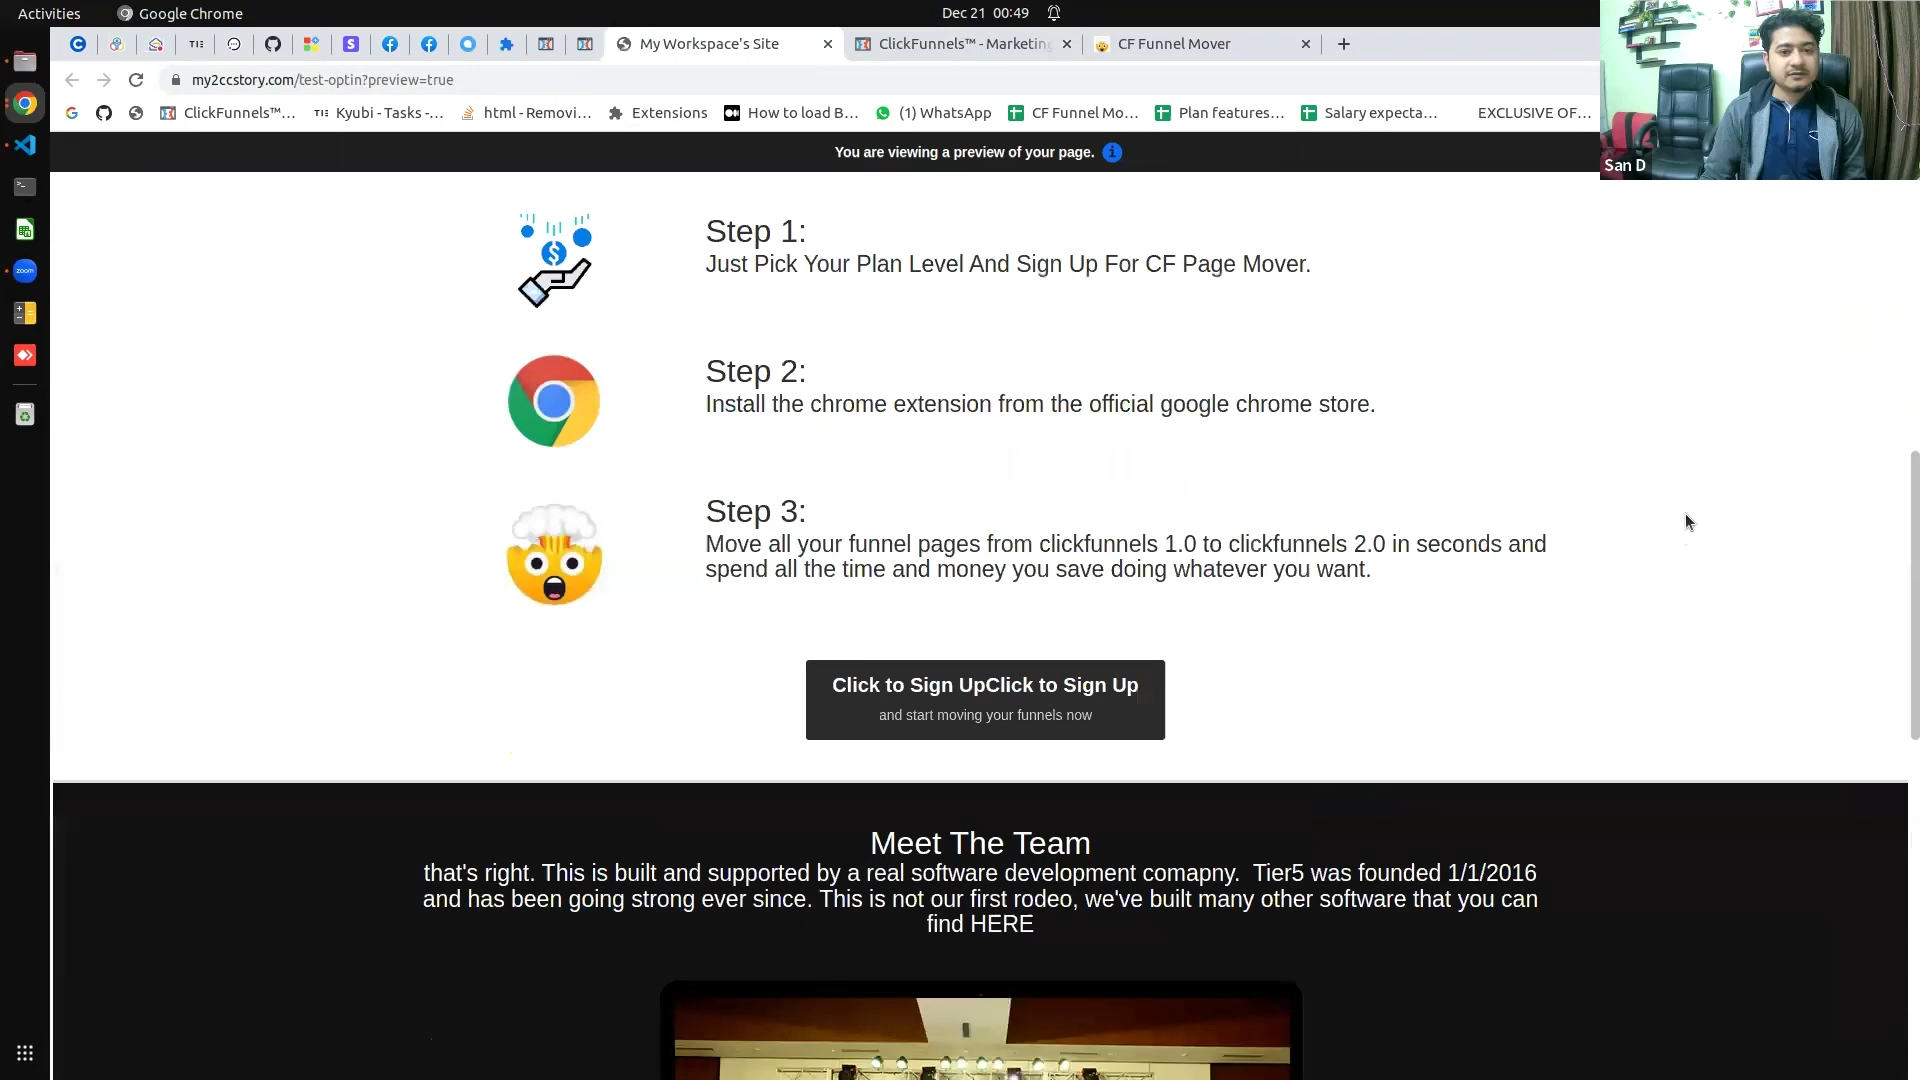 Activities
Google Chrome
Dec 21 00:49
My Workspace's Site
ClickFunnels™ - Marketing
CF Funnel Mover
my2ccstory.com/test-optin?preview=true
ClickFunnels™...
Kyubi - Tasks -...
html - Removi...
Extensions
How to load B...
(1) WhatsApp
CF Funnel Mo...
Plan features...
Salary expecta...
EXCLUSIVE OF...
San D
You are viewing a preview of your page.
Step 1:
Just Pick Your Plan Level And Sign Up For CF Page Mover.
Step 2:
Install the chrome extension from the official google chrome store.
Step 3:
Move all your funnel pages from clickfunnels 1.0 to clickfunnels 2.0 in seconds and
spend all the time and money you save doing whatever you want.
Click to Sign UpClick to Sign Up
and start moving your funnels now
Meet The Team
that's right. This is built and supported by a real software development comapny. Tier5 was founded 1/1/2016
and has been going strong ever since. This is not our first rodeo, we've built many other software that you can
find HERE
zoom